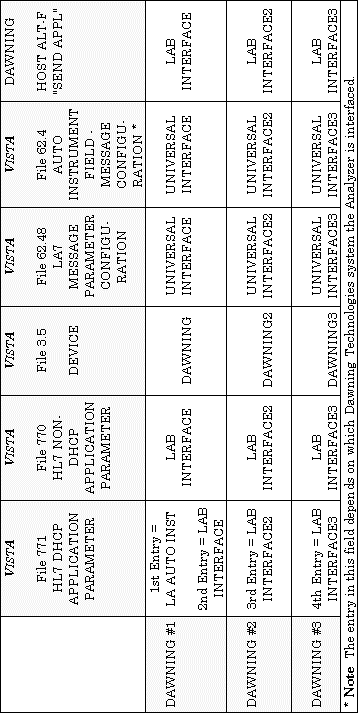 VISTA
File 771
HL7 DHCP
APPLICATION
PARAMETER
VISTA
File 770
HL7 NON-
DHCP
APPLICATION
PARAMETER
VISTA
File 3.5
DEVICE
VISTA
File 62.48
LA7
MESSAGE
PARAMETER
CONFIGU-
RATION
VISTA
File 62.4
AUTO
INSTRUMENT
FIELD -
MESSAGE
CONFIGU-
RATION *
DAWNING
HOST ALT-F
"SEND APPL"
DAWNING #1
1st Entry =
LA AUTO INST
2nd Entry = LAB
INTERFACE
LAB
INTERFACE
DAWNING
UNIVERSAL
INTERFACE
UNIVERSAL
INTERFACE
LAB
INTERFACE
DAWNING #2
3rd Entry = LAB
INTERFACE2
LAB
INTERFACE2
DAWNING2
UNIVERSAL
INTERFACE2
UNIVERSAL
INTERFACE2
LAB
INTERFACE2
DAWNING #3
4th Entry = LAB
INTERFACE3
LAB
INTERFACE3
DAWNING3
UNIVERSAL
INTERFACE3
UNIVERSAL
INTERFACE3
LAB
INTERFACE3
* Note The entry in this field depends on which Dawning Technologies system the Analyzer is interfaced.